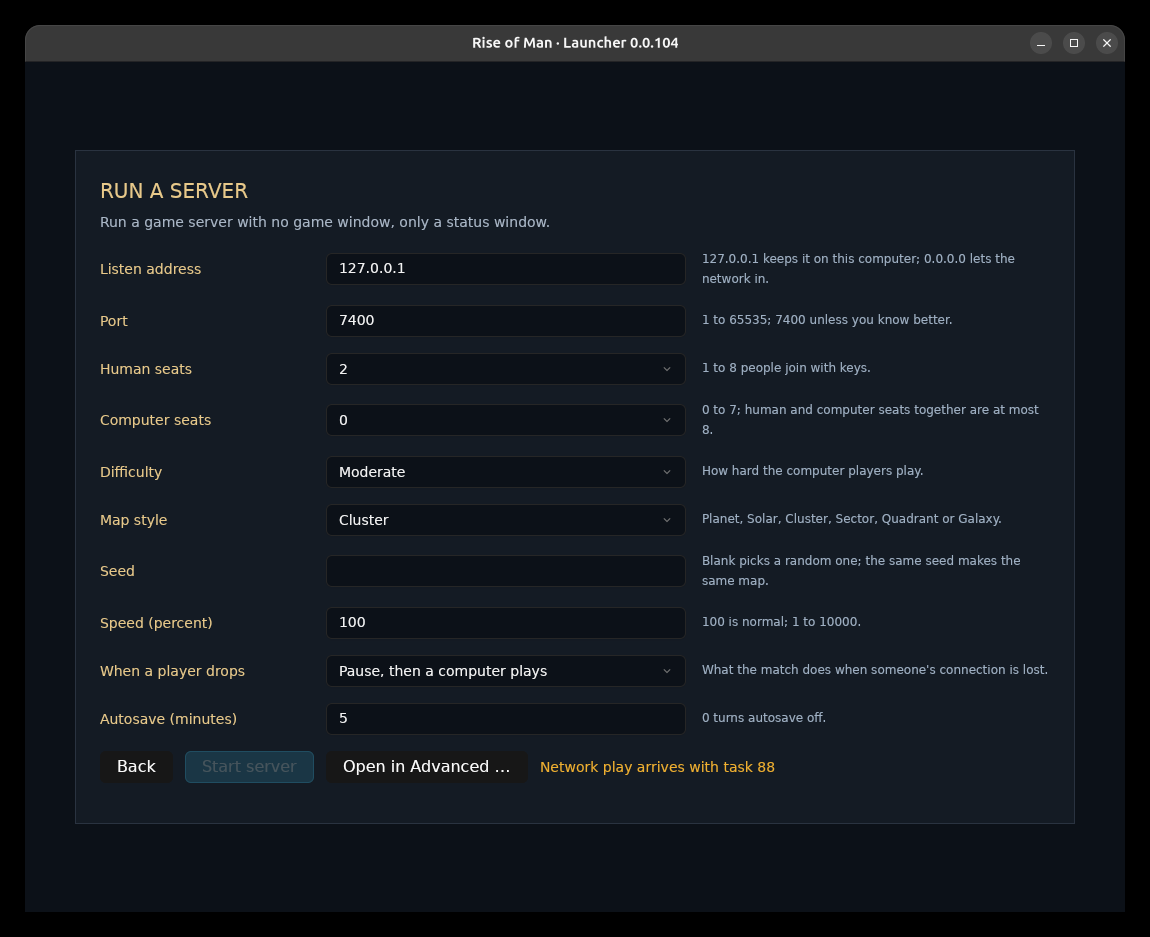 Rise of Man · Launcher 0.0.104
RUN A SERVER
Run a game server with no game window, only a status window.
Listen address
127.0.0.1
127.0.0.1 keeps it on this computer; 0.0.0.0 lets the
network in.
Port
7400
1 to 65535; 7400 unless you know better.
Human seats
2
1 to 8 people join with keys.
Computer seats
0
0 to 7; human and computer seats together are at most
8.
Difficulty
Moderate
How hard the computer players play.
Map style
Cluster
Planet, Solar, Cluster, Sector, Quadrant or Galaxy.
Seed
Blank picks a random one; the same seed makes the
same map.
Speed (percent)
100
100 is normal; 1 to 10000.
When a player drops
Pause, then a computer plays
What the match does when someone's connection is lost.
Autosave (minutes)
5
0 turns autosave off.
Back
Start server
Open in Advanced ...
Network play arrives with task 88